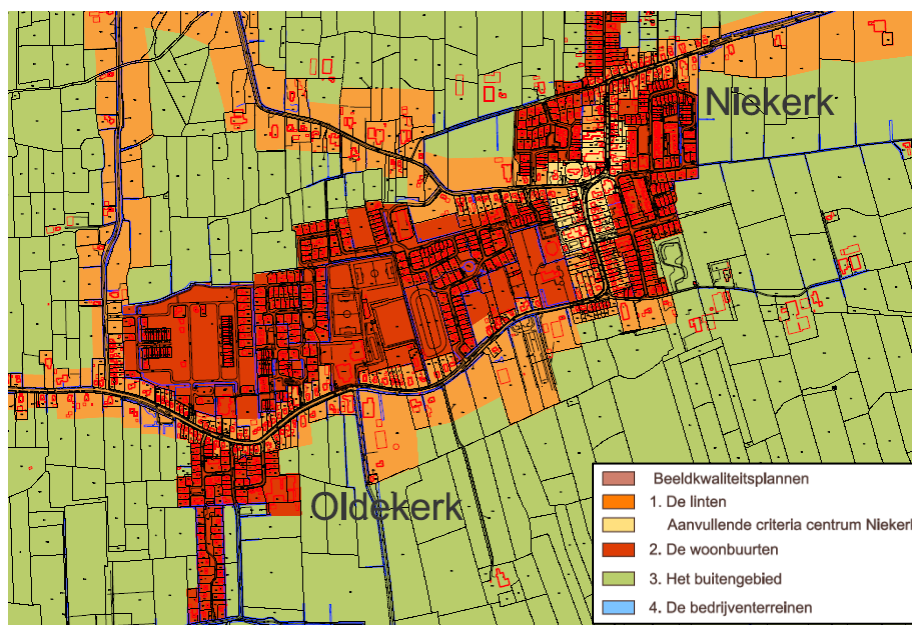 Niekerk
Oldekerk
Beeldkwaliteitsplannen
1. De linten
Aanvullende criteria centrum Niekerk
2. De woonbuurten
3. Het buitengebied
4. De bedrijventerreinen